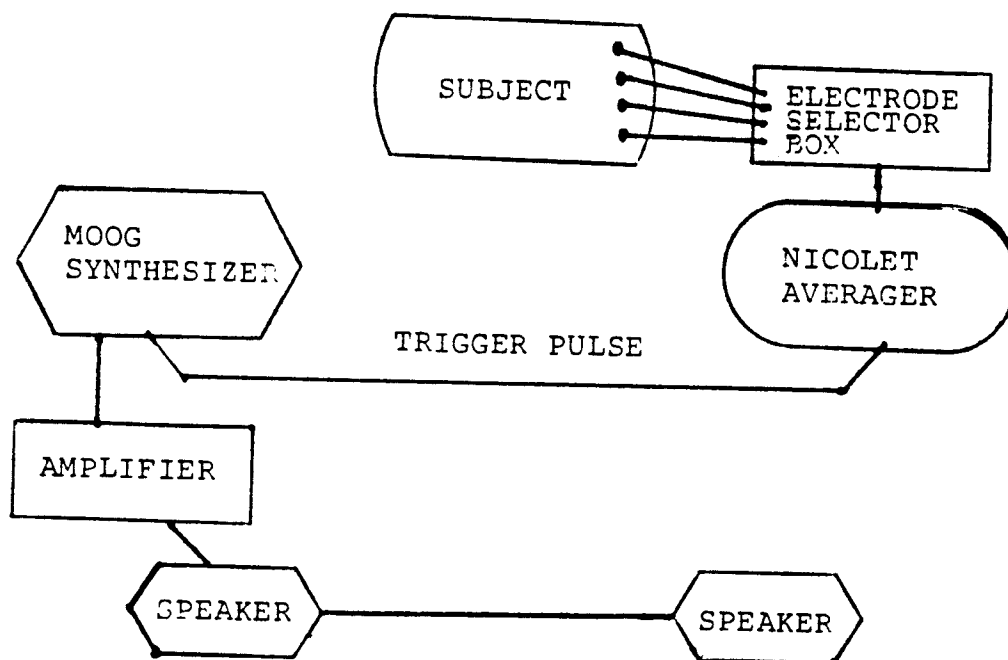 SUBJECT
ELECTRODE
SELECTOR
BOX
MOOG
SYNTHESIZER
NICOLET
AVERAGER
TRIGGER PULSE
AMPLIFIER
SPEAKER
SPEAKER